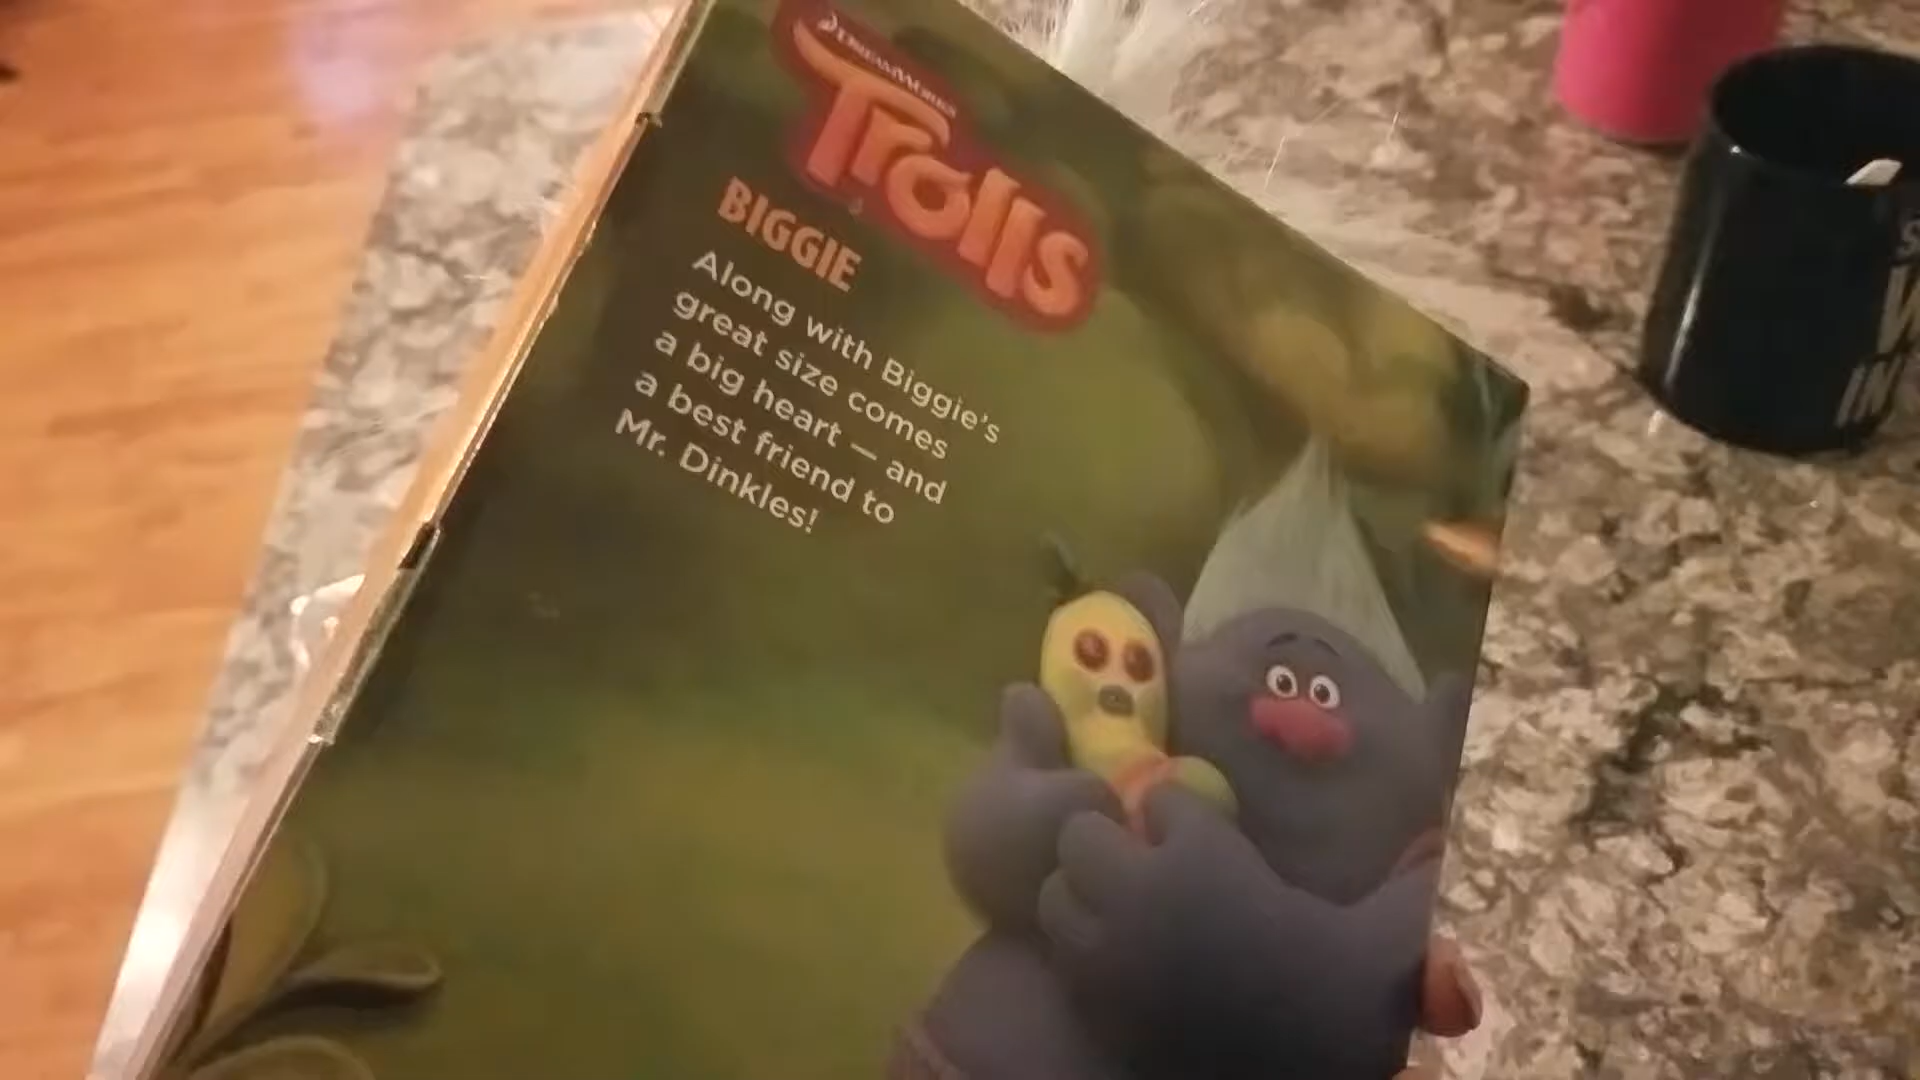 DREAMWORKS
Trolls
BIGGIE
Along with Biggie's
great size comes
a big heart — and
a best friend to
Mr. Dinkles!